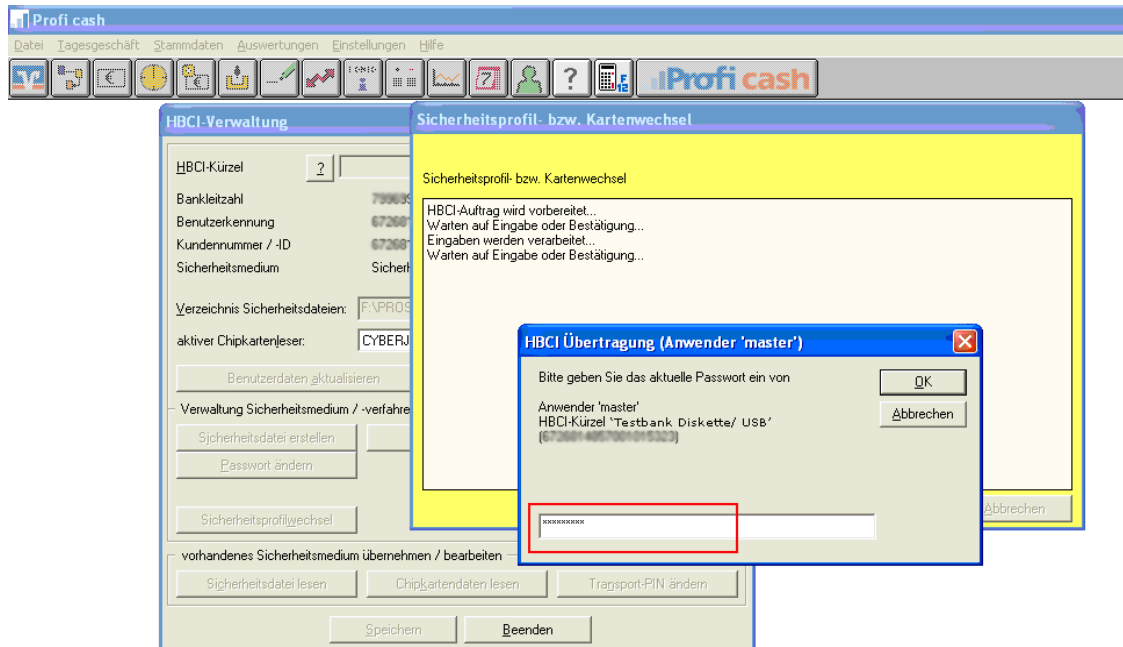 Profi cash
Datei Tagesgeschäft Stammdaten Auswertungen Einstellungen Hilfe
Profi cash
HBCI-Verwaltung
HBCI-Kürzel ?
Bankleitzahl
Benutzerkennung
Kundennummer / -ID
Sicherheitsmedium Sicherh
Verzeichnis Sicherheitsdateien: F:\PROS
aktiver Chipkartenleser: CYBERJ
Benutzerdaten aktualisieren
Verwaltung Sicherheitsmedium / -verfahre
Sicherheitsdatei erstellen
Passwort ändern
Sicherheitsprofilwechsel
vorhandenes Sicherheitsmedium übernehmen / bearbeiten
Sicherheitsdatei lesen Chipkartendaten lesen Transport-PIN ändern
Speichern Beenden
Sicherheitsprofil- bzw. Kartenwechsel
Sicherheitsprofil- bzw. Kartenwechsel
HBCI-Auftrag wird vorbereitet...
Warten auf Eingabe oder Bestätigung...
Eingaben werden verarbeitet...
Warten auf Eingabe oder Bestätigung...
Abbrechen
HBCI Übertragung (Anwender 'master')
Bitte geben Sie das aktuelle Passwort ein von
Anwender 'master'
HBCI-Kürzel 'Testbank Diskette/ USB'
OK
Abbrechen
*********